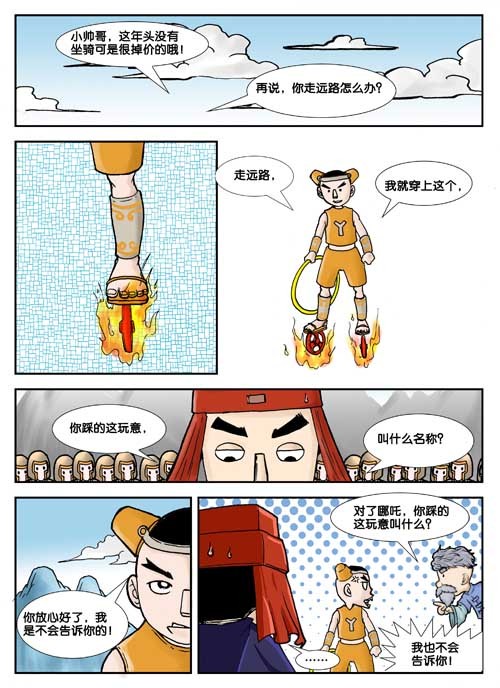 小帅哥，这年头没有
坐骑可是很掉价的哦！
再说，你走远路怎么办？
走远路，
我就穿上这个，
你踩的这玩意，
叫什么名称？
你放心好了，我
是不会告诉你的！
对了哪吒，你踩的
这玩意叫什么？
……
我也不会
告诉你！